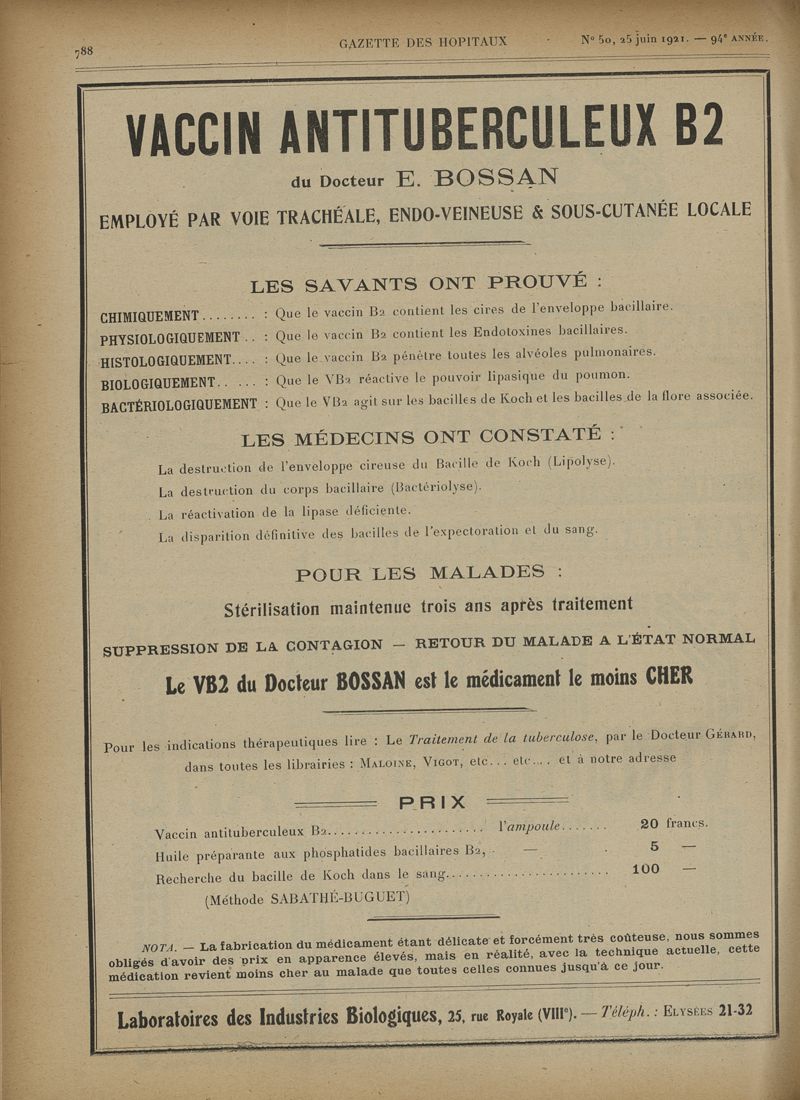 788
GAZETTE DES HOPITAUX
N° 50, 25 juin 1921. — 94e ANNÉE.
VACCIN ANTITUBERCULEUX B2
du Docteur E. BOSSAN
EMPLOYÉ PAR VOIE TRACHÉALE, ENDO-VEINEUSE & SOUS-CUTANÉE LOCALE
LES SAVANTS ONT PROUVÉ :
CHIMIQUEMENT........ : Que le vaccin B2 contient les cires de l'enveloppe bacillaire.
PHYSIOLOGIQUEMENT .. : Que le vaccin B2 contient les Endotoxines bacillaires.
HISTOLOGIQUEMENT.... : Que le vaccin B2 pénètre toutes les alvéoles pulmonaires.
BIOLOGIQUEMENT.. ... : Que le VB2 réactive le pouvoir lipasique du poumon.
BACTÉRIOLOGIQUEMENT : Que le VB2 agit sur les bacilles de Koch et les bacilles de la flore associée.
LES MÉDECINS ONT CONSTATÉ :
La destruction de l'enveloppe cireuse du Bacille de Koch (Lipolyse).
La destruction du corps bacillaire (Bactériolyse).
La réactivation de la lipase déficiente.
La disparition définitive des bacilles de l'expectoration et du sang.
POUR LES MALADES :
Stérilisation maintenue trois ans après traitement
SUPPRESSION DE LA CONTAGION — RETOUR DU MALADE A L'ÉTAT NORMAL
Le VB2 du Docteur BOSSAN est le médicament le moins CHER
Pour les indications thérapeutiques lire : Le Traitement de la tuberculose, par le Docteur GÉRARD,
dans toutes les librairies : MALOINE, VIGOT, etc... etc.... et à notre adresse
PRIX
Vaccin antituberculeux B2........................ l'ampoule....... 20 francs.
Huile préparante aux phosphatides bacillaires B2, — 5 —
Recherche du bacille de Koch dans le sang........................ 100 —
(Méthode SABATHÉ-BUGUET)
NOTA. — La fabrication du médicament étant délicate et forcément très coûteuse, nous sommes
obligés d'avoir des prix en apparence élevés, mais en réalité, avec la technique actuelle, cette
médication revient moins cher au malade que toutes celles connues jusqu'à ce jour.
Laboratoires des Industries Biologiques, 25, rue Royale (VIIIe). — Téléph. : ELYSÉES 21-32